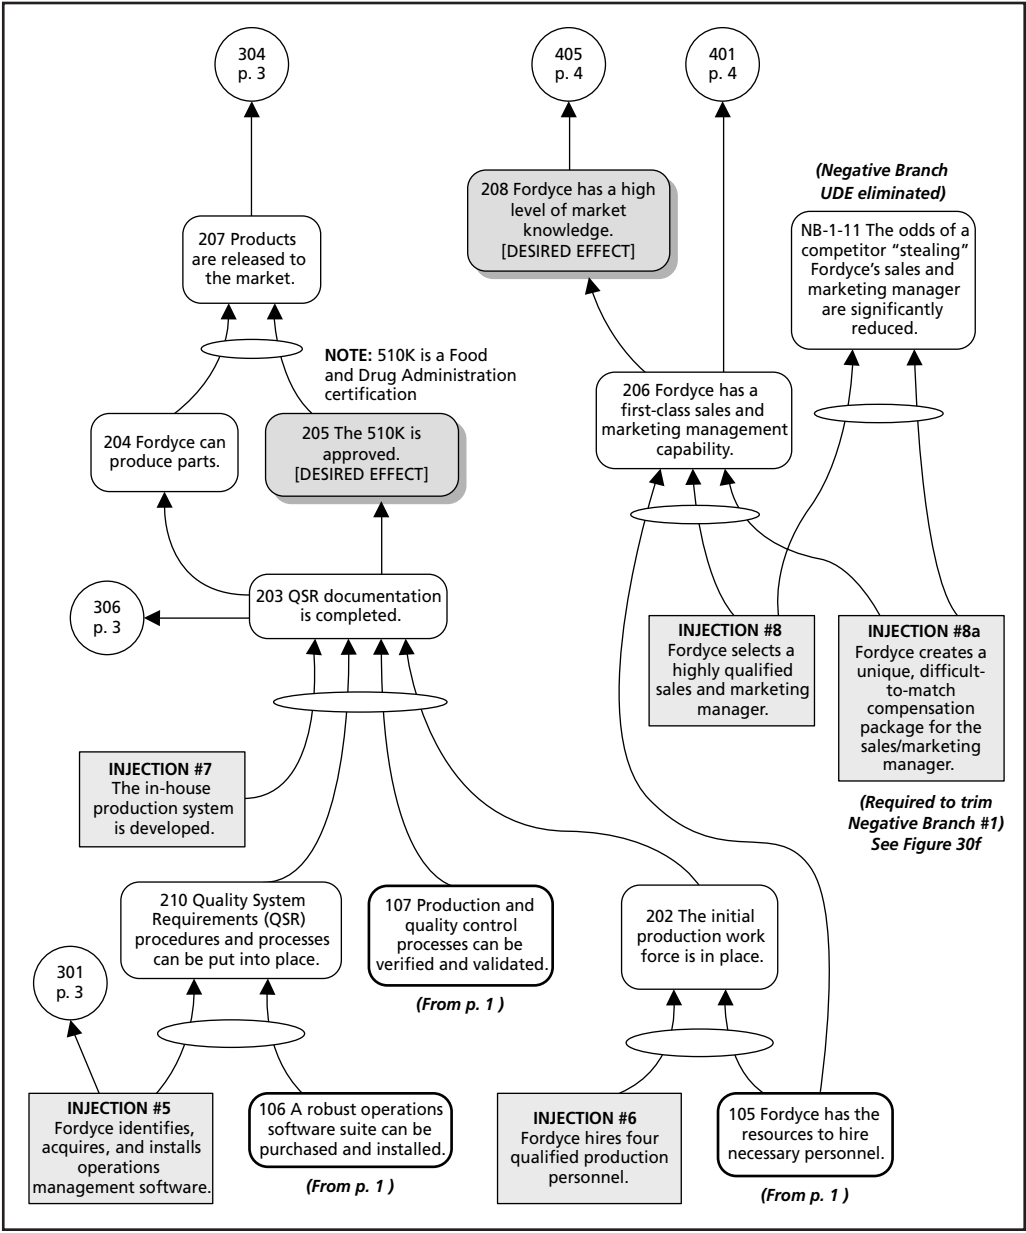 304
p. 3
405
p. 4
401
p. 4
(Negative Branch
UDE eliminated)
208 Fordyce has a high
level of market
knowledge.
[DESIRED EFFECT]
NB-1-11 The odds of a
competitor “stealing”
Fordyce’s sales and
marketing manager
are significantly
reduced.
207 Products
are released to
the market.
NOTE: 510K is a Food
and Drug Administration
certification
206 Fordyce has a
first-class sales and
marketing management
capability.
204 Fordyce can
produce parts.
205 The 510K is
approved.
[DESIRED EFFECT]
203 QSR documentation
is completed.
306
p. 3
INJECTION #8
Fordyce selects a
highly qualified
sales and marketing
manager.
INJECTION #8a
Fordyce creates a
unique, difficult-
to-match
compensation
package for the
sales/marketing
manager.
(Required to trim
Negative Branch #1)
See Figure 30f
INJECTION #7
The in-house
production system
is developed.
210 Quality System
Requirements (QSR)
procedures and processes
can be put into place.
107 Production and
quality control
processes can be
verified and validated.
(From p. 1 )
202 The initial
production work
force is in place.
301
p. 3
INJECTION #5
Fordyce identifies,
acquires, and installs
operations
management software.
106 A robust operations
software suite can be
purchased and installed.
(From p. 1 )
INJECTION #6
Fordyce hires four
qualified production
personnel.
105 Fordyce has the
resources to hire
necessary personnel.
(From p. 1 )